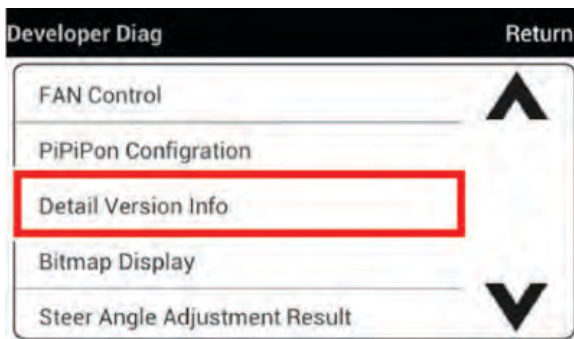 Developer Diag Return
FAN Control
PiPiPon Configration
Detail Version Info
Bitmap Display
Steer Angle Adjustment Result